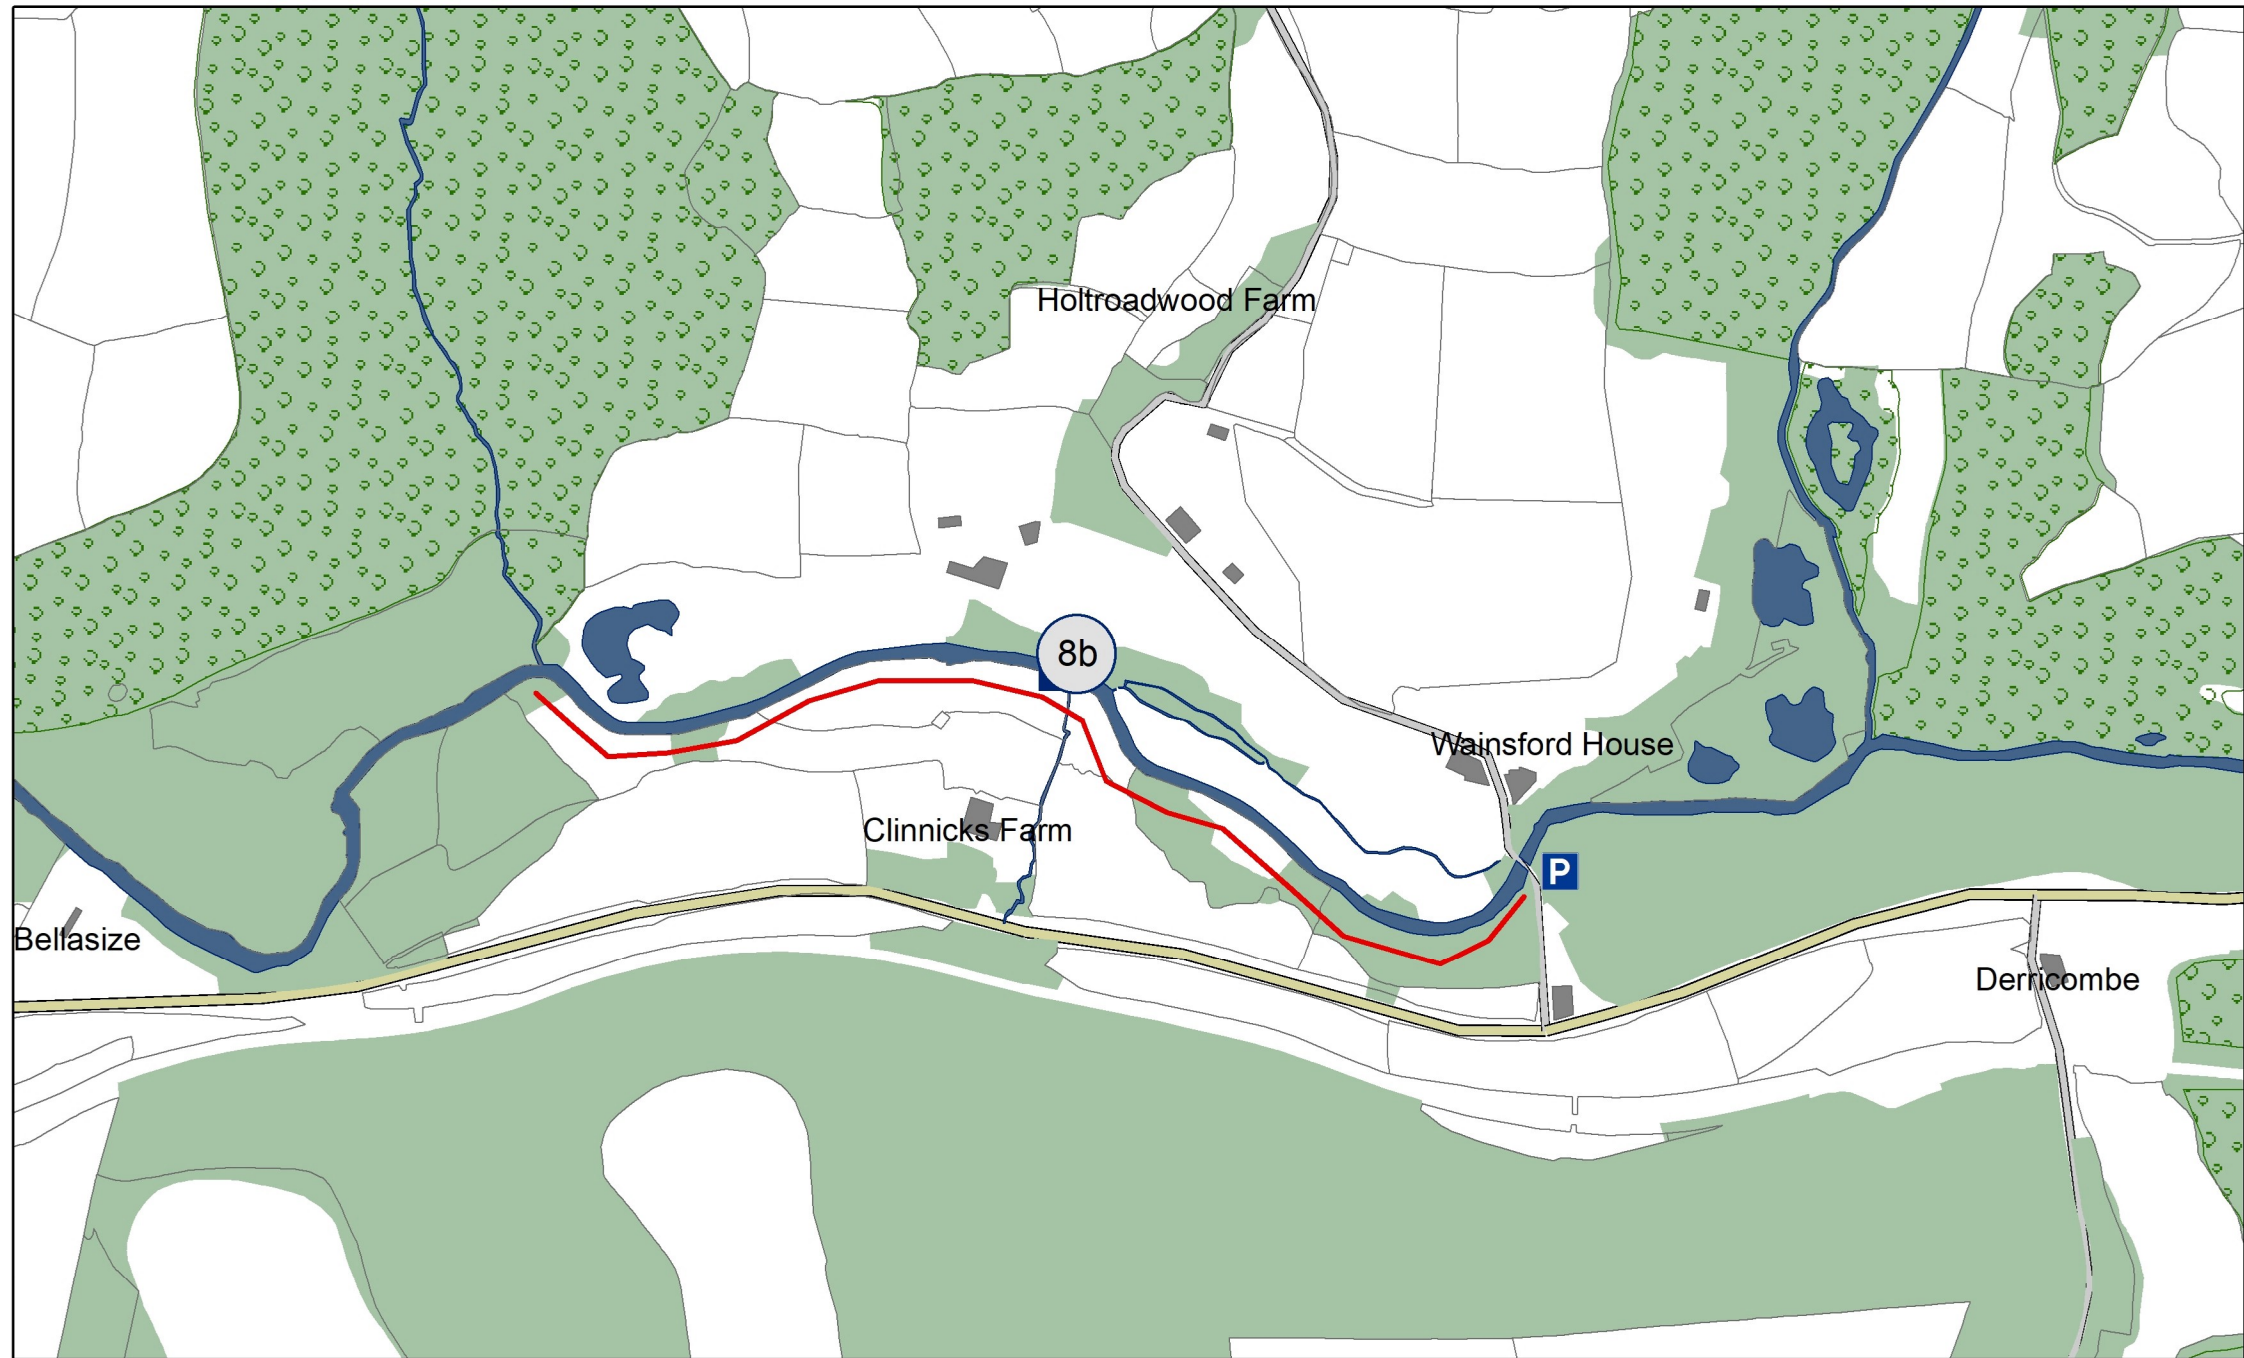 Holtroadwood Farm
8b
Wainsford House
Clinnicks Farm
P
Bellasize
Derricombe